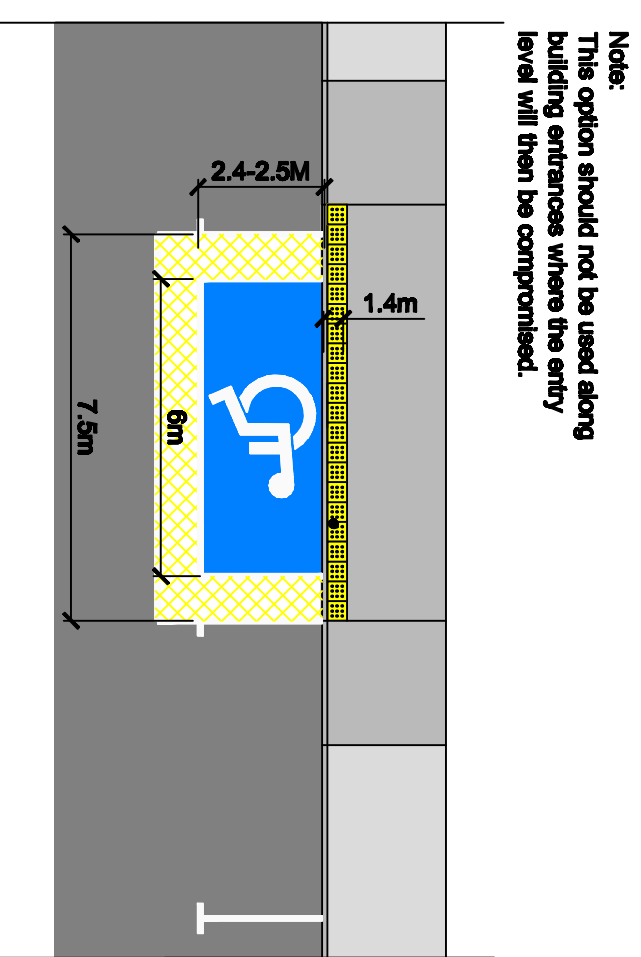 Note:
This option should not be used along
building entrances where the entry
level will then be compromised.
2.4-2.5M
1.4m
6m
7.5m